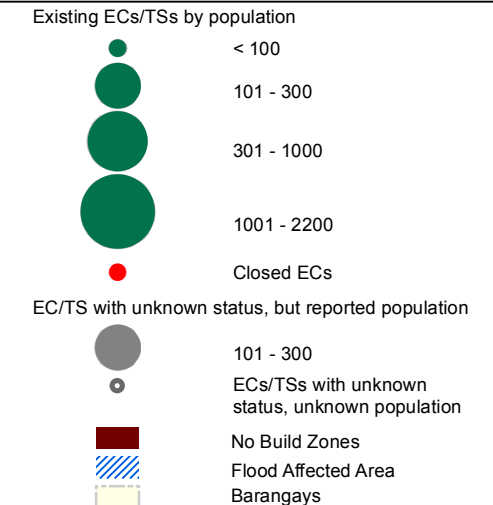 Existing ECs/TSs by population
< 100
101 - 300
301 - 1000
1001 - 2200
Closed ECs
EC/TS with unknown status, but reported population
101 - 300
ECs/TSs with unknown
status, unknown population
No Build Zones
Flood Affected Area
Barangays